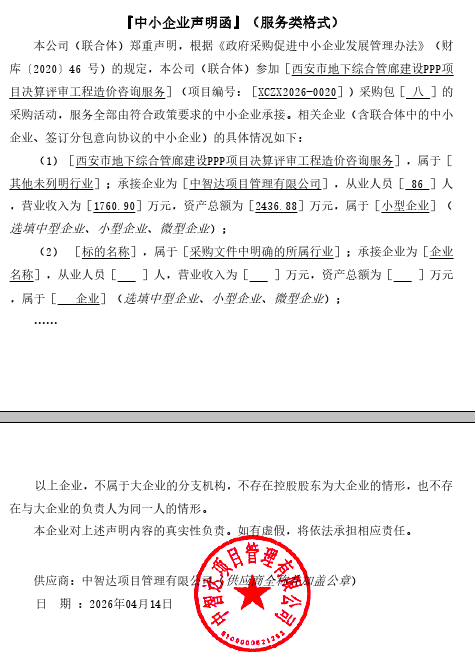 『中小企业声明函』（服务类格式）
本公司（联合体）郑重声明，根据《政府采购促进中小企业发展管理办法》（财
库〔2020〕46 号）的规定，本公司（联合体）参加［西安市地下综合管廊建设PPP项
目决算评审工程造价咨询服务］（项目编号：［XCZX2026-0020］）采购包［ 八 ］的
采购活动，服务全部由符合政策要求的中小企业承接。相关企业（含联合体中的中小
企业、签订分包意向协议的中小企业）的具体情况如下：
（1）［西安市地下综合管廊建设PPP项目决算评审工程造价咨询服务］，属于［
其他未列明行业］；承接企业为［中智达项目管理有限公司］，从业人员［ 86 ］人
，营业收入为［1760.90］万元，资产总额为［2436.88］万元，属于［小型企业］（
选填中型企业、小型企业、微型企业）；
（2） ［标的名称］，属于［采购文件中明确的所属行业］；承接企业为［企业
名称］，从业人员［ ］人，营业收入为［ ］万元，资产总额为［ ］万元
，属于［ 企业］（选填中型企业、小型企业、微型企业）；
……
以上企业，不属于大企业的分支机构，不存在控股股东为大企业的情形，也不存
在与大企业的负责人为同一人的情形。
本企业对上述声明内容的真实性负责。如有虚假，将依法承担相应责任。
供应商：中智达项目管理有限公司（供应商全称并加盖公章）
日 期：2026年04月14日
中智达项目管理有限公司